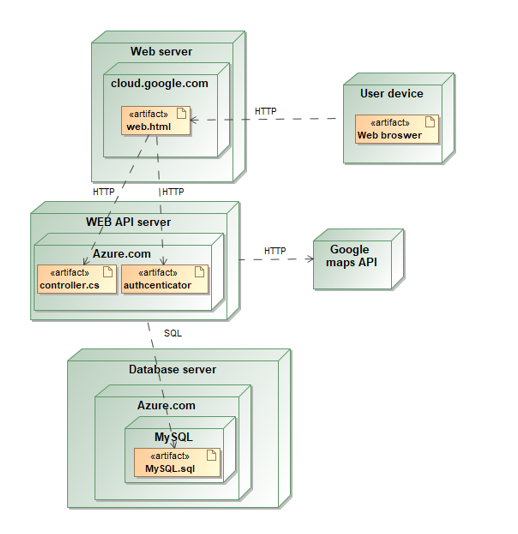 Web server
cloud.google.com
«artifact»
web.html
User device
«artifact»
Web broswer
HTTP
HTTP
HTTP
WEB API server
Azure.com
«artifact»
controller.cs
«artifact»
authcenticator
HTTP
Google
maps API
SQL
Database server
Azure.com
MySQL
«artifact»
MySQL.sql